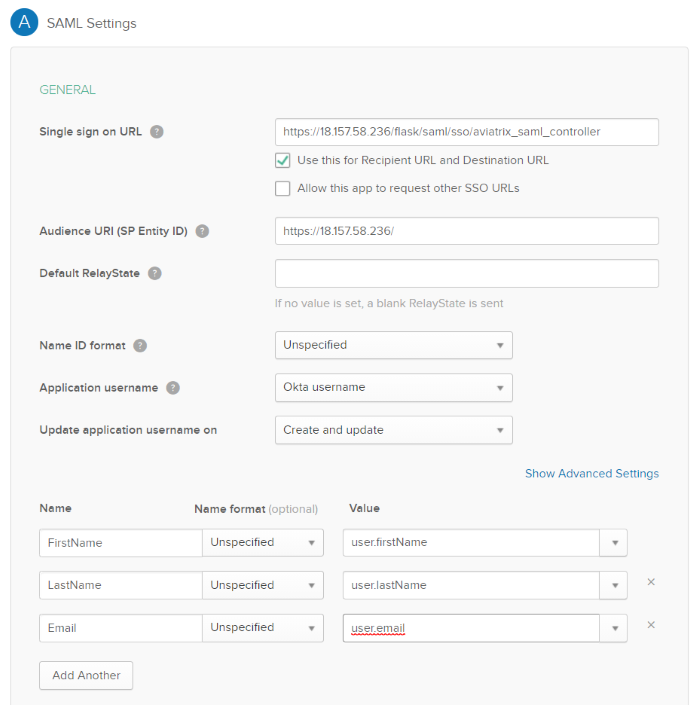 A SAML Settings
GENERAL
Single sign on URL ?
https://18.157.58.236/flask/saml/sso/aviatrix_saml_controller
Use this for Recipient URL and Destination URL
Allow this app to request other SSO URLs
Audience URI (SP Entity ID) ?
https://18.157.58.236/
Default RelayState ?
If no value is set, a blank RelayState is sent
Name ID format ?
Unspecified
Application username ?
Okta username
Update application username on
Create and update
Show Advanced Settings
Name Name format (optional) Value
FirstName Unspecified user.firstName
LastName Unspecified user.lastName
Email Unspecified user.email
Add Another